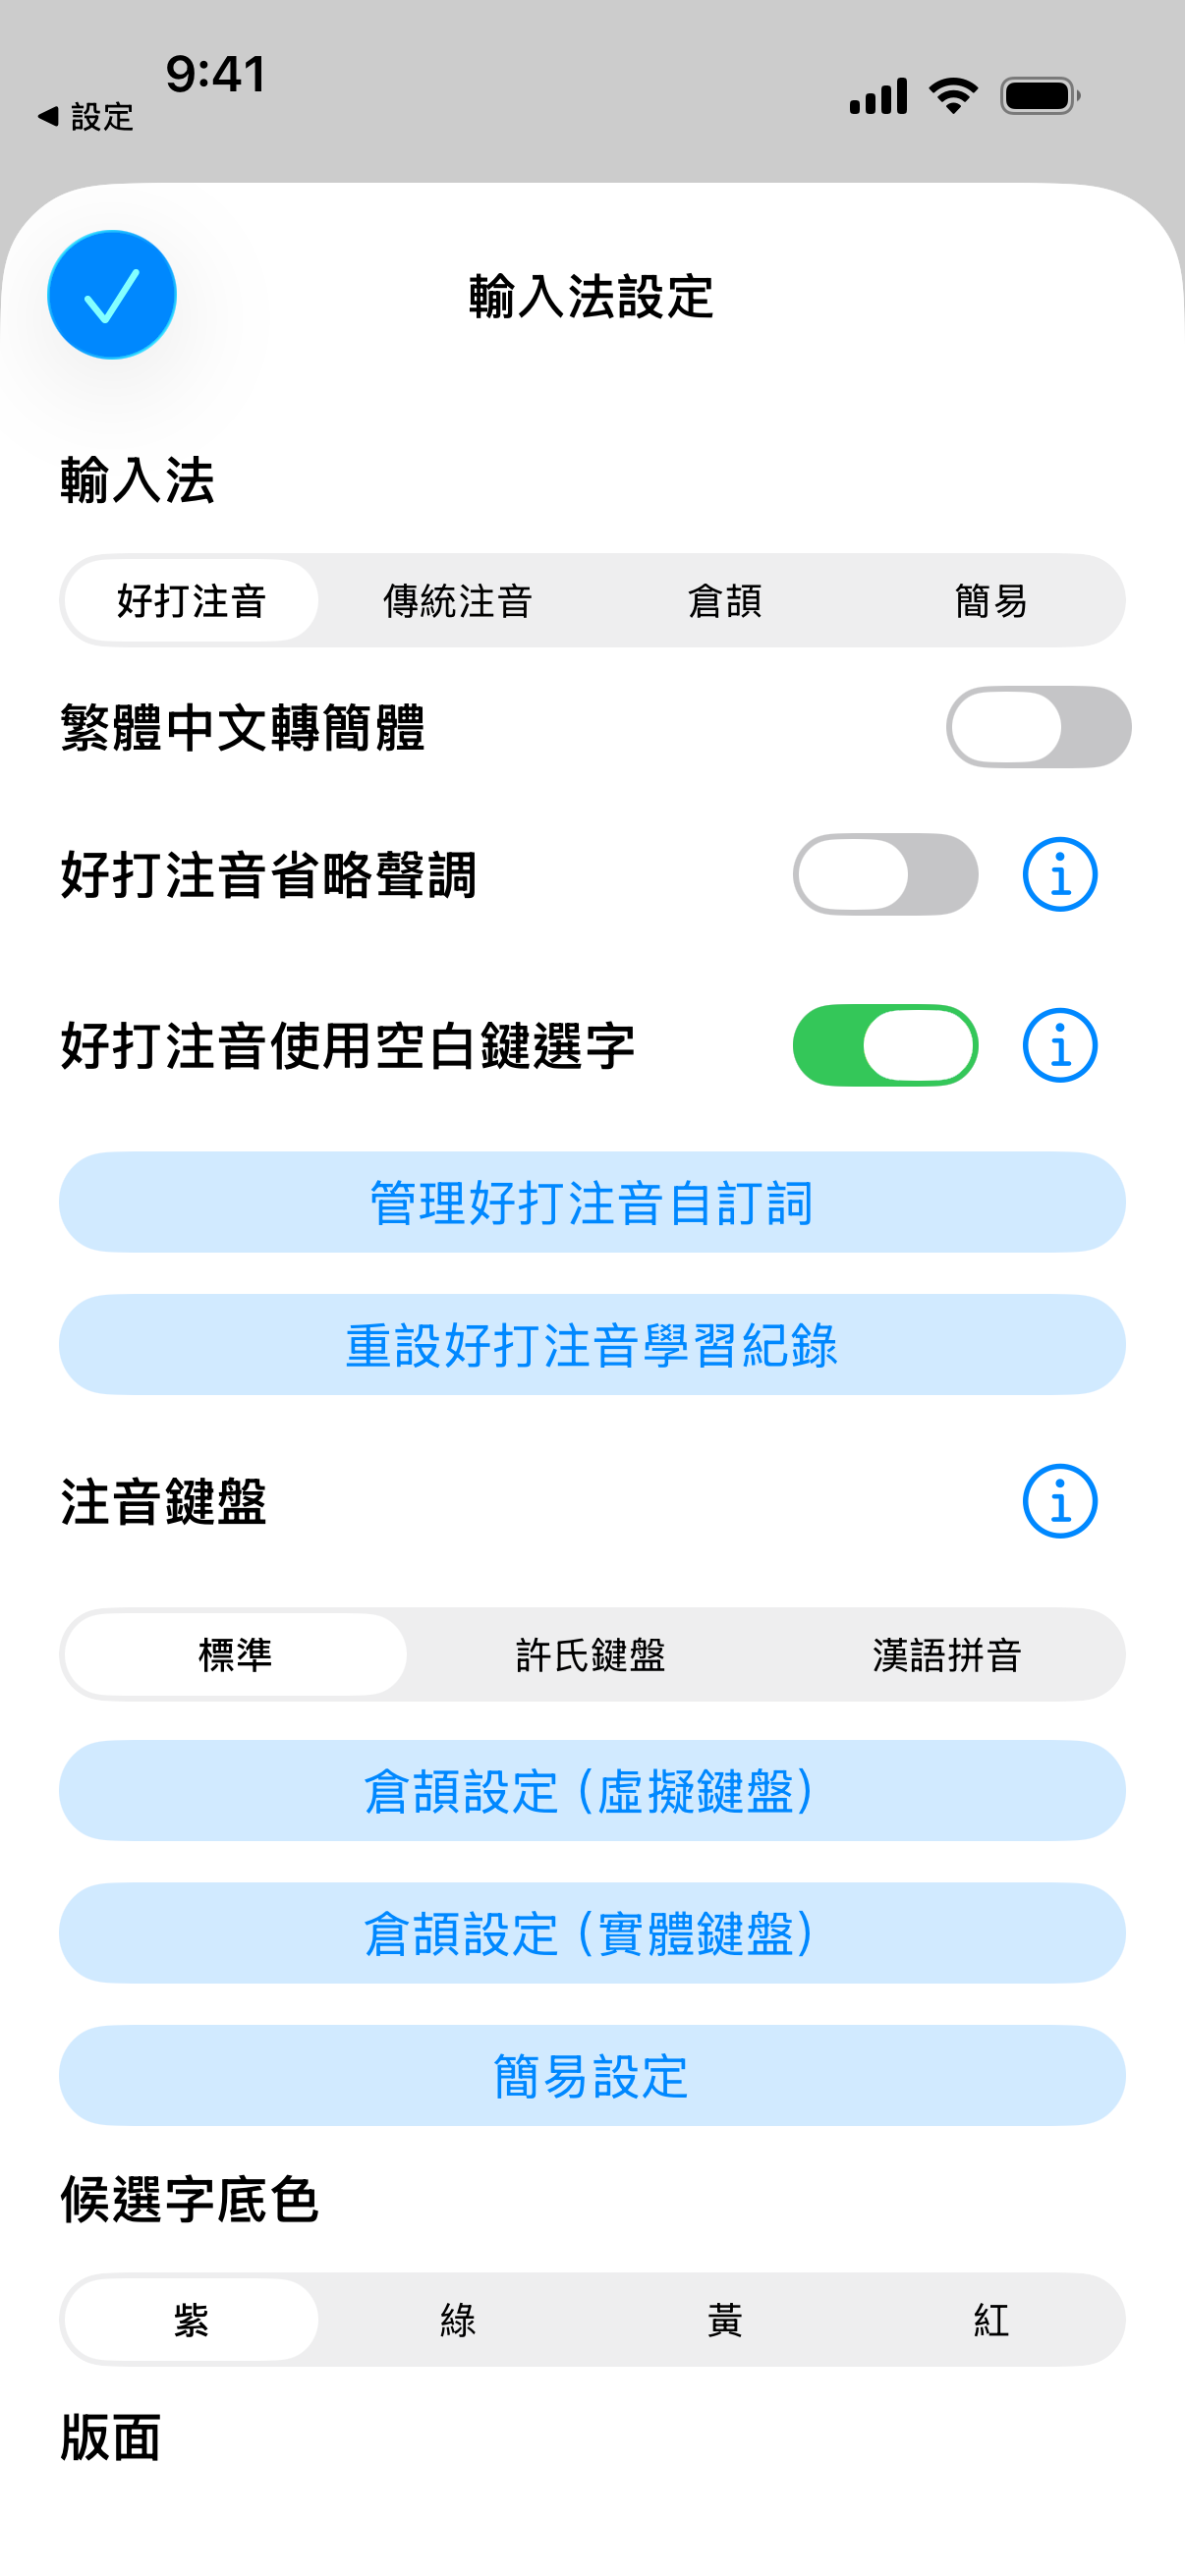 9:41
設定
輸入法設定
輸入法
好打注音 傳統注音 倉頡 簡易
繁體中文轉簡體
好打注音省略聲調
好打注音使用空白鍵選字
管理好打注音自訂詞
重設好打注音學習紀錄
注音鍵盤
標準 許氏鍵盤 漢語拼音
倉頡設定 (虛擬鍵盤)
倉頡設定 (實體鍵盤)
簡易設定
候選字底色
紫 綠 黃 紅
版面